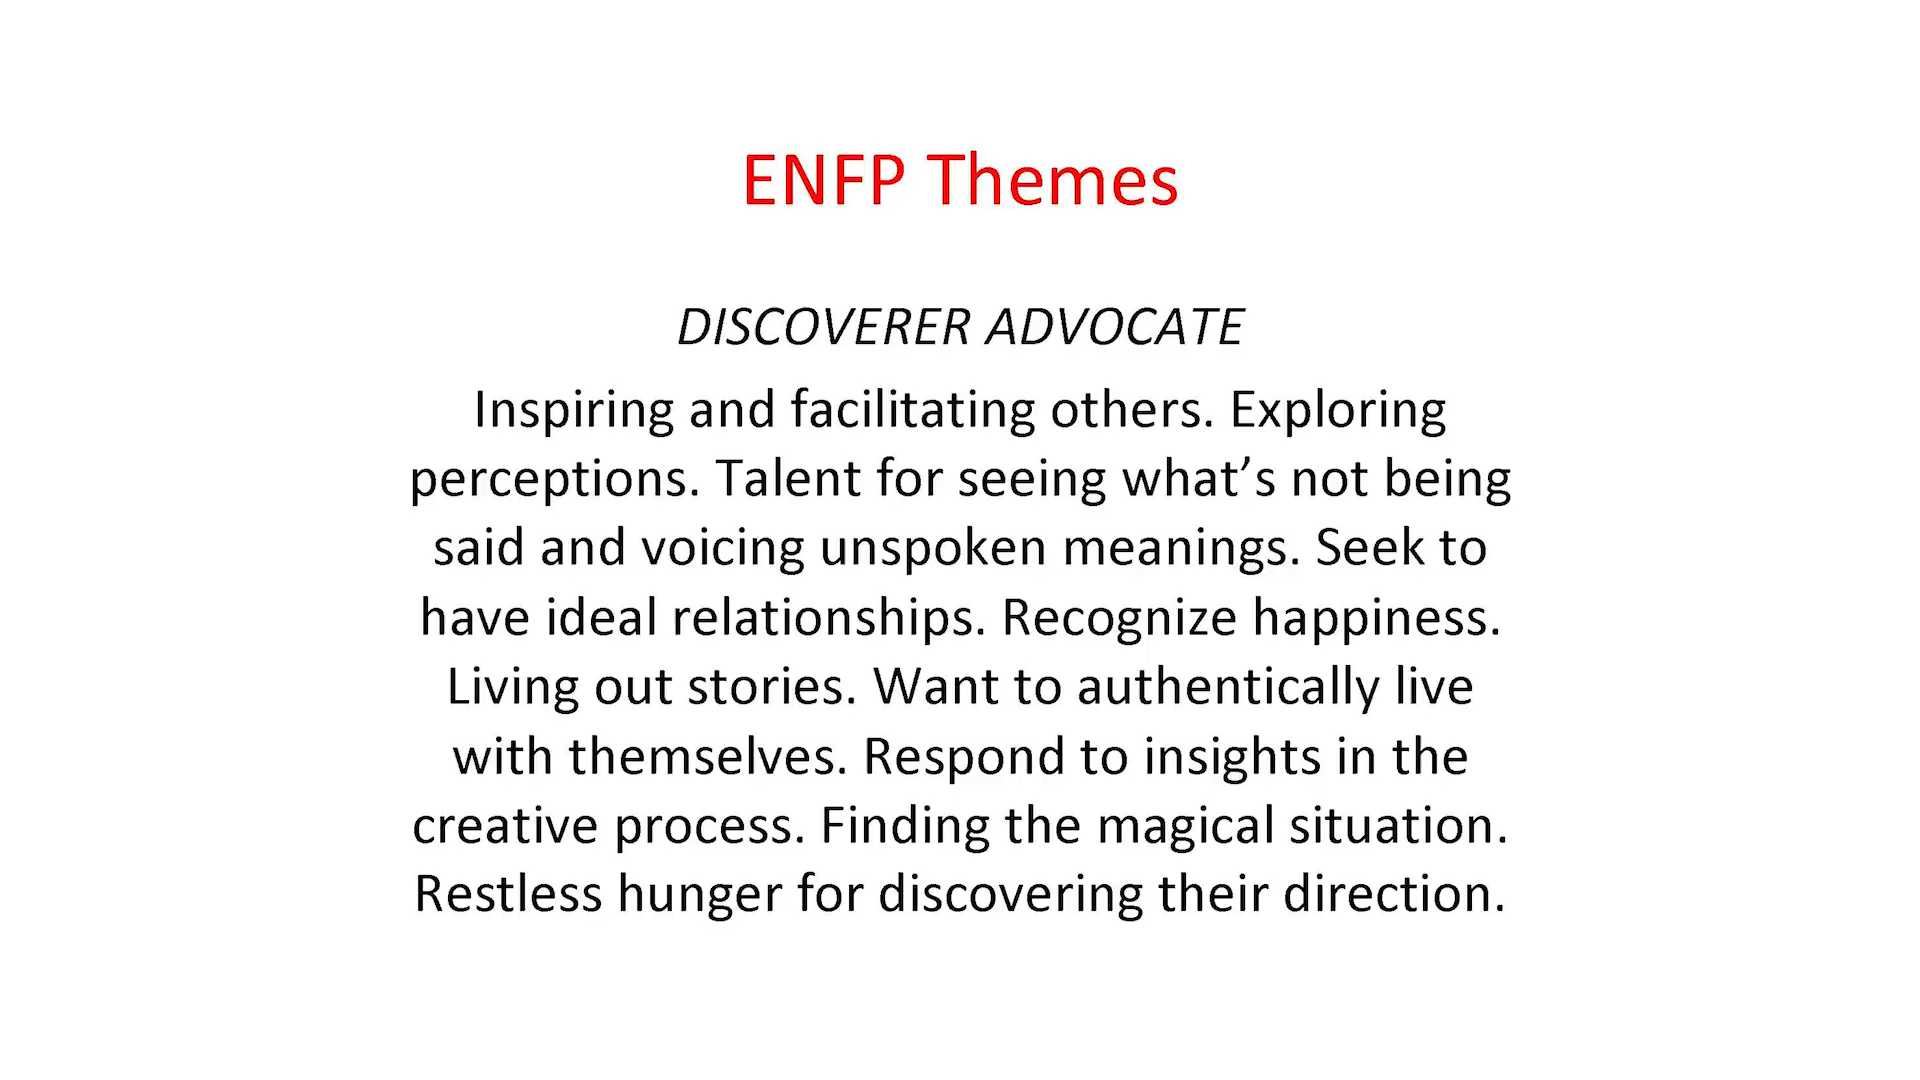 ENFP Themes
DISCOVERER ADVOCATE
Inspiring and facilitating others. Exploring
perceptions. Talent for seeing what’s not being
said and voicing unspoken meanings. Seek to
have ideal relationships. Recognize happiness.
Living out stories. Want to authentically live
with themselves. Respond to insights in the
creative process. Finding the magical situation.
Restless hunger for discovering their direction.